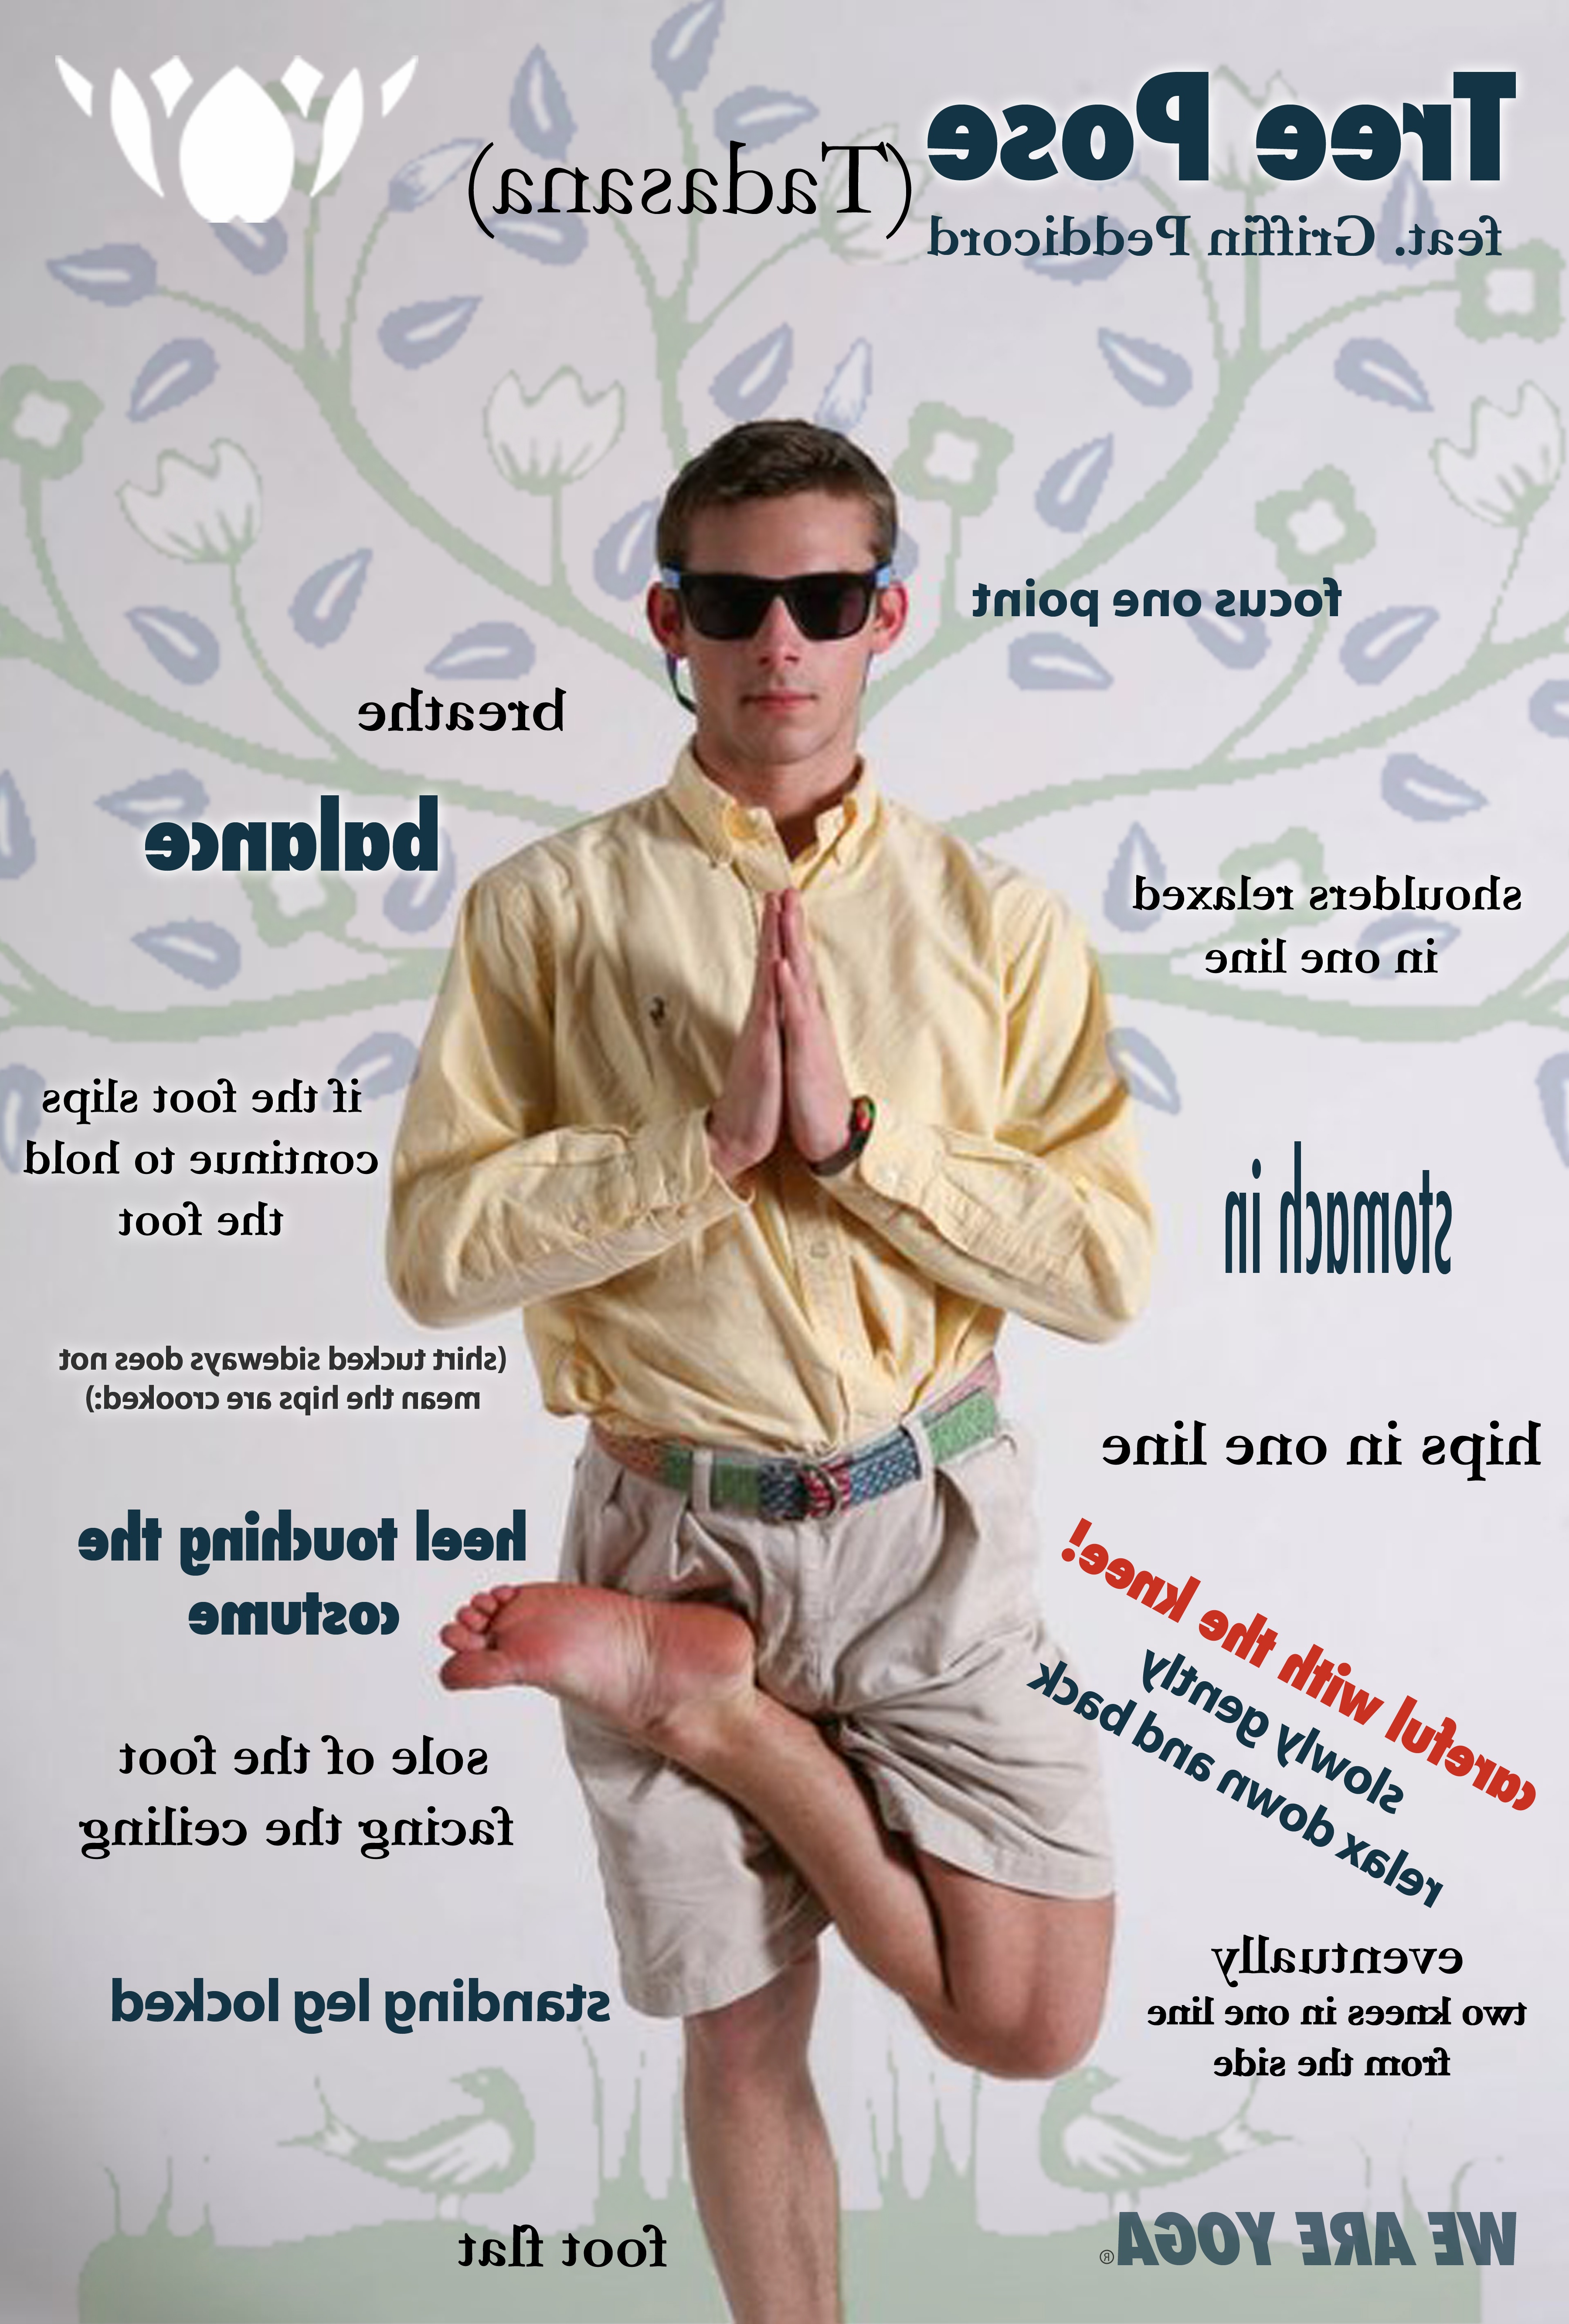 Tree Pose
(Tadasana)
feat. Griffin Peddicord
focus one point
breathe
balance
shoulders relaxed
in one line
if the foot slips
continue to hold
the foot
stomach in
(shirt tucked sideways does not
mean the hips are crooked:)
hips in one line
heel touching the
costume
careful with the knee!
slowly gently
relax down and back
sole of the foot
facing the ceiling
eventually
two knees in one line
from the side
standing leg locked
foot flat
WE ARE YOGA®